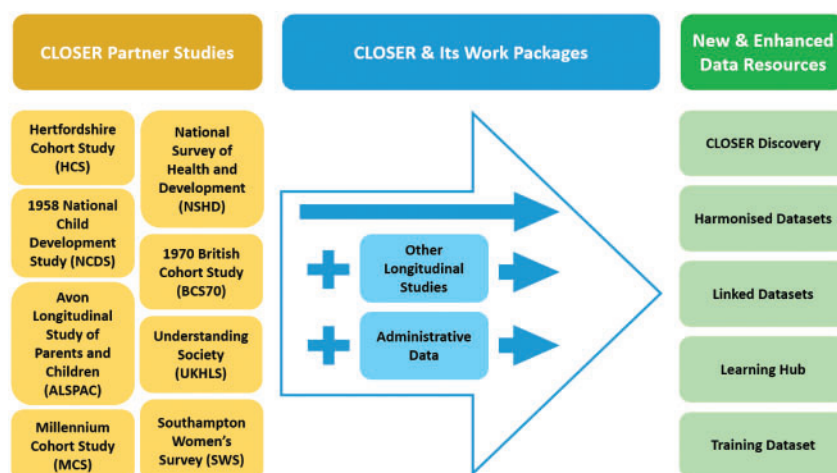 CLOSER Partner Studies
CLOSER & Its Work Packages
New & Enhanced
Data Resources
Hertfordshire
Cohort Study
(HCS)
1958 National
Child
Development
Study (NCDS)
Avon
Longitudinal
Study of
Parents and
Children
(ALSPAC)
Millennium
Cohort Study
(MCS)
National
Survey of
Health and
Development
(NSHD)
1970 British
Cohort Study
(BCS70)
Understanding
Society
(UKHLS)
Southampton
Women's
Survey (SWS)
Other
Longitudinal
Studies
Administrative
Data
CLOSER Discovery
Harmonised Datasets
Linked Datasets
Learning Hub
Training Dataset